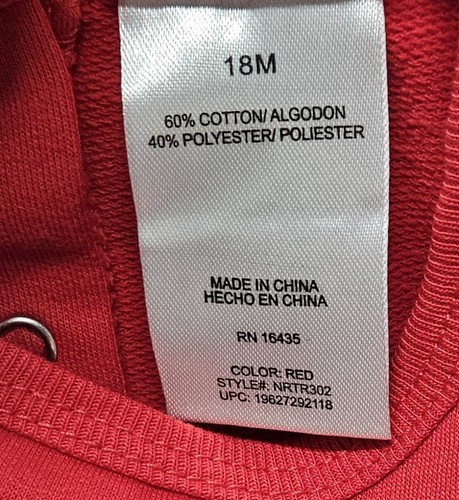 18M
60% COTTON/ ALGODON
40% POLYESTER/ POLIESTER
MADE IN CHINA
HECHO EN CHINA
RN 16435
COLOR: RED
STYLE#: NRTR302
UPC: 19627292118